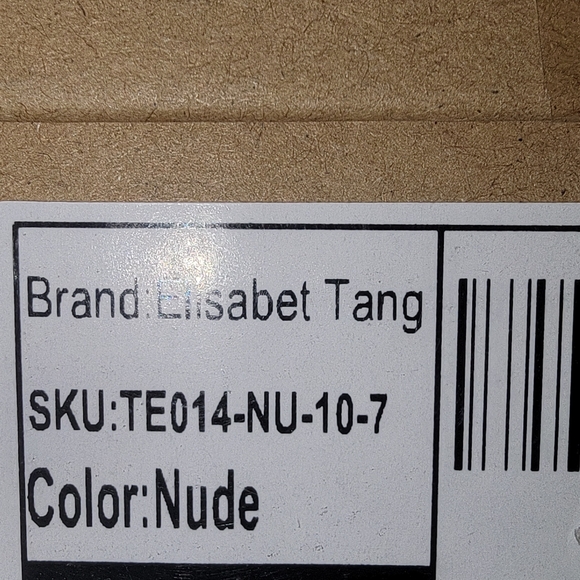 Brand:Elisabet Tang
SKU:TE014-NU-10-7
Color:Nude